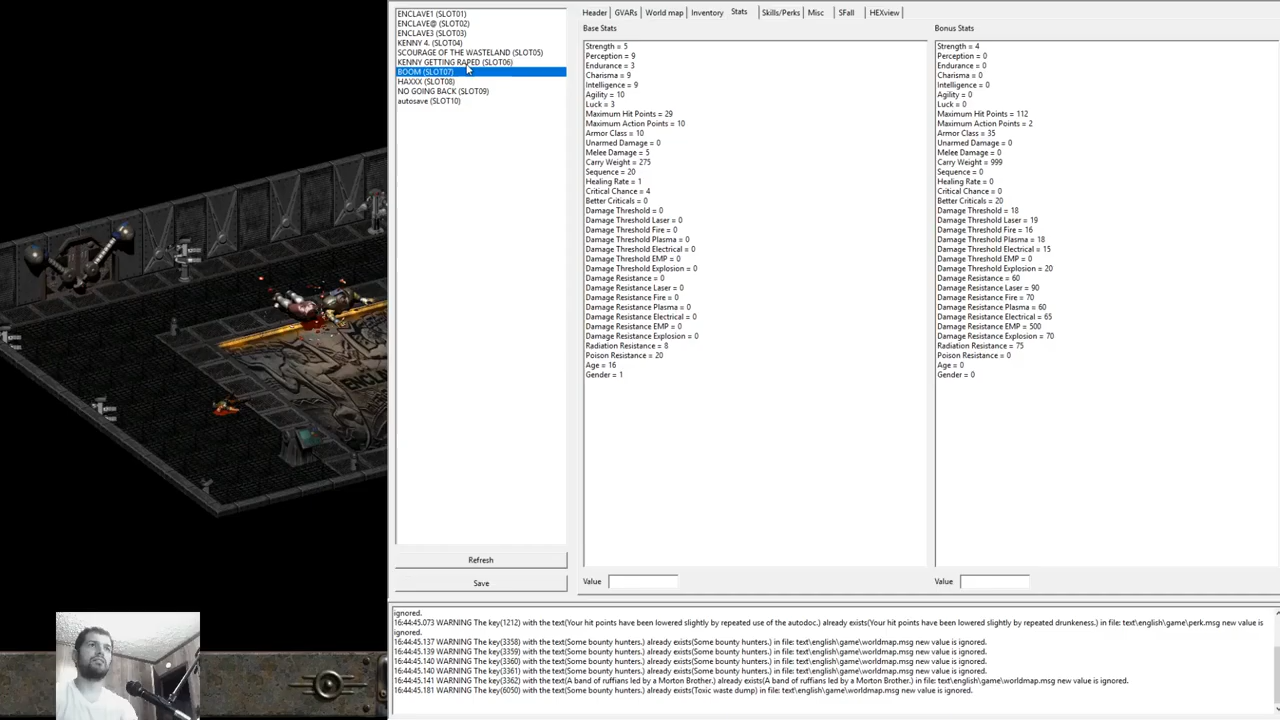 ENCLAVE1 (SLOT01)
ENCLAVE@ (SLOT02)
ENCLAVE3 (SLOT03)
KENNY 4. (SLOT04)
SCOURAGE OF THE WASTELAND (SLOT05)
KENNY GETTING RAPED (SLOT06)
BOOM (SLOT07)
HAXXX (SLOT08)
NO GOING BACK (SLOT09)
autosave (SLOT10)
Refresh
Save
Header GVARs World map Inventory Stats Skills/Perks Misc SFall HEXview
Base Stats
Strength = 5
Perception = 9
Endurance = 3
Charisma = 9
Intelligence = 9
Agility = 10
Luck = 3
Maximum Hit Points = 29
Maximum Action Points = 10
Armor Class = 10
Unarmed Damage = 0
Melee Damage = 5
Carry Weight = 275
Sequence = 20
Healing Rate = 1
Critical Chance = 4
Better Criticals = 0
Damage Threshold = 0
Damage Threshold Laser = 0
Damage Threshold Fire = 0
Damage Threshold Plasma = 0
Damage Threshold Electrical = 0
Damage Threshold EMP = 0
Damage Threshold Explosion = 0
Damage Resistance = 0
Damage Resistance Laser = 0
Damage Resistance Fire = 0
Damage Resistance Plasma = 0
Damage Resistance Electrical = 0
Damage Resistance EMP = 0
Damage Resistance Explosion = 0
Radiation Resistance = 8
Poison Resistance = 20
Age = 16
Gender = 1
Value
Bonus Stats
Strength = 4
Perception = 0
Endurance = 3
Charisma = 0
Intelligence = 0
Agility = 0
Luck = 0
Maximum Hit Points = 112
Maximum Action Points = 2
Armor Class = 35
Unarmed Damage = 0
Melee Damage = 0
Carry Weight = 999
Sequence = 0
Healing Rate = 0
Critical Chance = 0
Better Criticals = 20
Damage Threshold = 18
Damage Threshold Laser = 19
Damage Threshold Fire = 16
Damage Threshold Plasma = 18
Damage Threshold Electrical = 15
Damage Threshold EMP = 0
Damage Threshold Explosion = 20
Damage Resistance = 60
Damage Resistance Laser = 90
Damage Resistance Fire = 70
Damage Resistance Plasma = 60
Damage Resistance Electrical = 65
Damage Resistance EMP = 500
Damage Resistance Explosion = 70
Radiation Resistance = 75
Poison Resistance = 0
Age = 0
Gender = 0
Value
ignored.
16:44:45.073 WARNING The key(1212) with the text(Your hit points have been lowered slightly by repeated use of the autodoc.) already exists(Your hit points have been lowered slightly by repeated drunkeness.) in file: text\english\game\perk.msg new value is
ignored.
16:44:45.137 WARNING The key(3358) with the text(Some bounty hunters.) already exists(Some bounty hunters.) in file: text\english\game\worldmap.msg new value is ignored.
16:44:45.139 WARNING The key(3359) with the text(Some bounty hunters.) already exists(Some bounty hunters.) in file: text\english\game\worldmap.msg new value is ignored.
16:44:45.140 WARNING The key(3360) with the text(Some bounty hunters.) already exists(Some bounty hunters.) in file: text\english\game\worldmap.msg new value is ignored.
16:44:45.140 WARNING The key(3361) with the text(Some bounty hunters.) already exists(Some bounty hunters.) in file: text\english\game\worldmap.msg new value is ignored.
16:44:45.141 WARNING The key(3362) with the text(A band of ruffians led by a Morton Brother.) already exists(A band of ruffians led by a Morton Brother.) in file: text\english\game\worldmap.msg new value is ignored.
16:44:45.181 WARNING The key(6050) with the text(Some bounty hunters.) already exists(Toxic waste dump) in file: text\english\game\worldmap.msg new value is ignored.